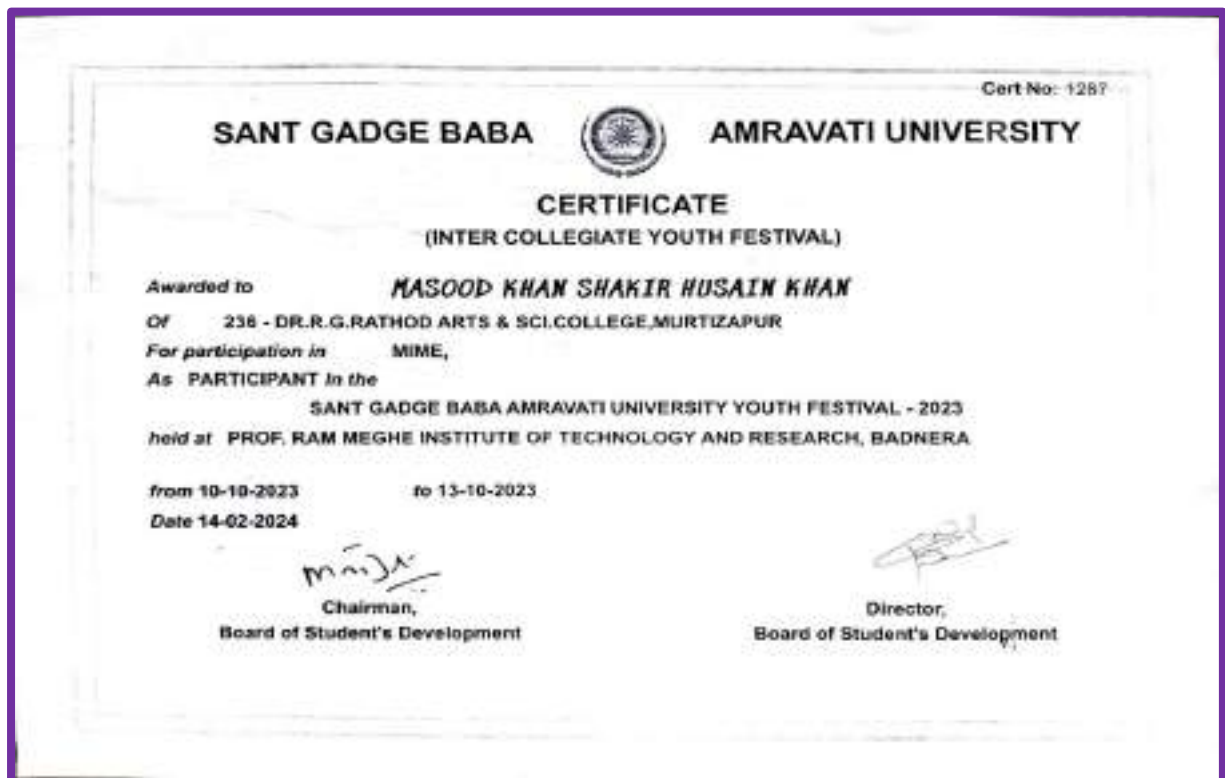 Cert No: 1287
SANT GADGE BABA AMRAVATI UNIVERSITY
CERTIFICATE
(INTER COLLEGIATE YOUTH FESTIVAL)
Awarded to MASOOD KHAN SHAKIR HUSAIN KHAN
Of 236 - DR.R.G.RATHOD ARTS & SCI.COLLEGE,MURTIZAPUR
For participation in MIME,
As PARTICIPANT In the
SANT GADGE BABA AMRAVATI UNIVERSITY YOUTH FESTIVAL - 2023
held at PROF. RAM MEGHE INSTITUTE OF TECHNOLOGY AND RESEARCH, BADNERA
from 10-10-2023 to 13-10-2023
Date 14-02-2024
Chairman, Director,
Board of Student's Development Board of Student's Development